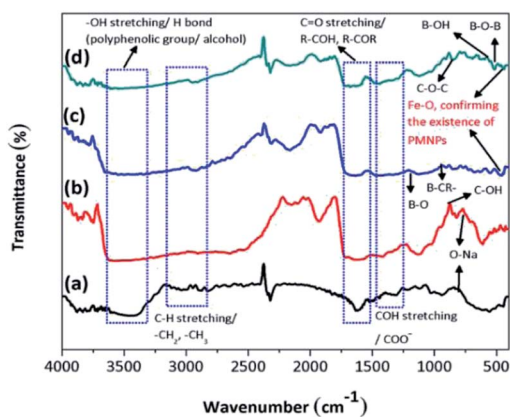 -OH stretching/ H bond
(polyphenolic group/ alcohol)
C=O stretching/
R-COH, R-COR
B-OH
B-O-B
(d)
C-O-C
Fe-O, confirming
the existence of
PMNPs
(c)
B-CR-
C-OH
B-O
(b)
O-Na
(a)
C-H stretching/
-CH₂, -CH₃
COH stretching
/ COO⁻
Transmittance (%)
4000 3500 3000 2500 2000 1500 1000 500
Wavenumber (cm⁻¹)